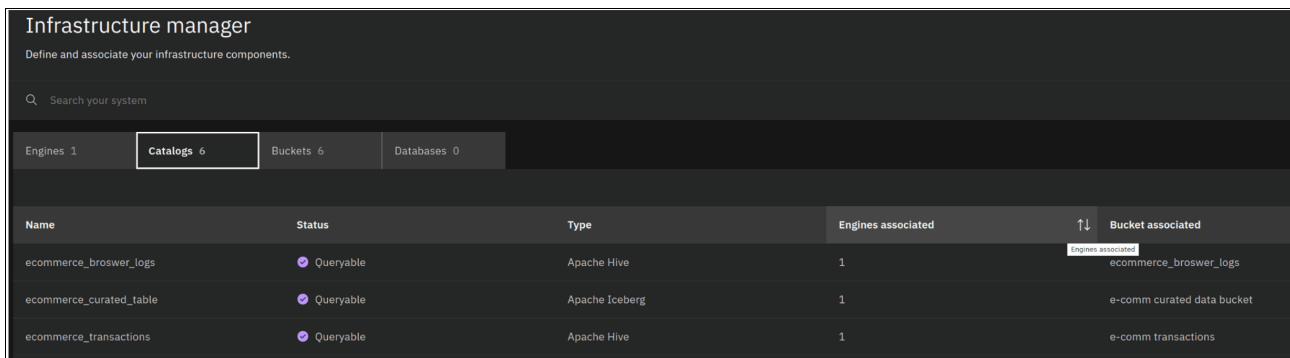 Infrastructure manager
Define and associate your infrastructure components.
Search your system
Engines 1 Catalogs 6 Buckets 6 Databases 0
Name Status Type Engines associated Bucket associated
Engines associated
ecommerce_broswer_logs Queryable Apache Hive 1 ecommerce_broswer_logs
ecommerce_curated_table Queryable Apache Iceberg 1 e-comm curated data bucket
ecommerce_transactions Queryable Apache Hive 1 e-comm transactions